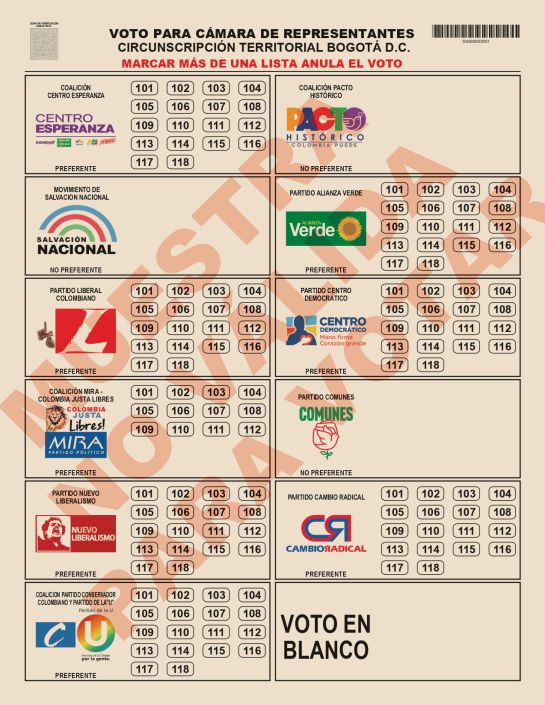 VOTO PARA CÁMARA DE REPRESENTANTES
CIRCUNSCRIPCIÓN TERRITORIAL BOGOTÁ D.C.
MARCAR MÁS DE UNA LISTA ANULA EL VOTO
COALICIÓN
CENTRO ESPERANZA
CENTRO
ESPERANZA
101 102 103 104
105 106 107 108
109 110 111 112
113 114 115 116
117 118
PREFERENTE
COALICIÓN PACTO
HISTÓRICO
PACTO
HISTÓRICO
COLOMBIA PUEDE
NO PREFERENTE
MOVIMIENTO DE
SALVACION NACIONAL
SALVACIÓN
NACIONAL
NO PREFERENTE
PARTIDO ALIANZA VERDE
ALIANZA
Verde
101 102 103 104
105 106 107 108
109 110 111 112
113 114 115 116
117 118
PREFERENTE
PARTIDO LIBERAL
COLOMBIANO
L
101 102 103 104
105 106 107 108
109 110 111 112
113 114 115 116
117 118
PREFERENTE
PARTIDO CENTRO
DEMOCRÁTICO
CENTRO
DEMOCRÁTICO
Mano firme
Corazón grande
101 102 103 104
105 106 107 108
109 110 111 112
113 114 115 116
117 118
PREFERENTE
COALICIÓN MIRA -
COLOMBIA JUSTA LIBRES
COLOMBIA
JUSTA
Libres!
MIRA
PARTIDO POLÍTICO
101 102 103 104
105 106 107 108
109 110 111 112
PREFERENTE
PARTIDO COMUNES
COMUNES
NO PREFERENTE
PARTIDO NUEVO
LIBERALISMO
NUEVO
LIBERALISMO
101 102 103 104
105 106 107 108
109 110 111 112
113 114 115 116
117 118
PREFERENTE
PARTIDO CAMBIO RADICAL
CR
CAMBIO RADICAL
101 102 103 104
105 106 107 108
109 110 111 112
113 114 115 116
117 118
PREFERENTE
COALICION PARTIDO CONSERVADOR
COLOMBIANO Y PARTIDO DE LA"U"
Partido de la U
C U
por la gente.
101 102 103 104
105 106 107 108
109 110 111 112
113 114 115 116
117 118
PREFERENTE
VOTO EN
BLANCO
MUESTRA
NO VÁLIDA
PARA VOTAR